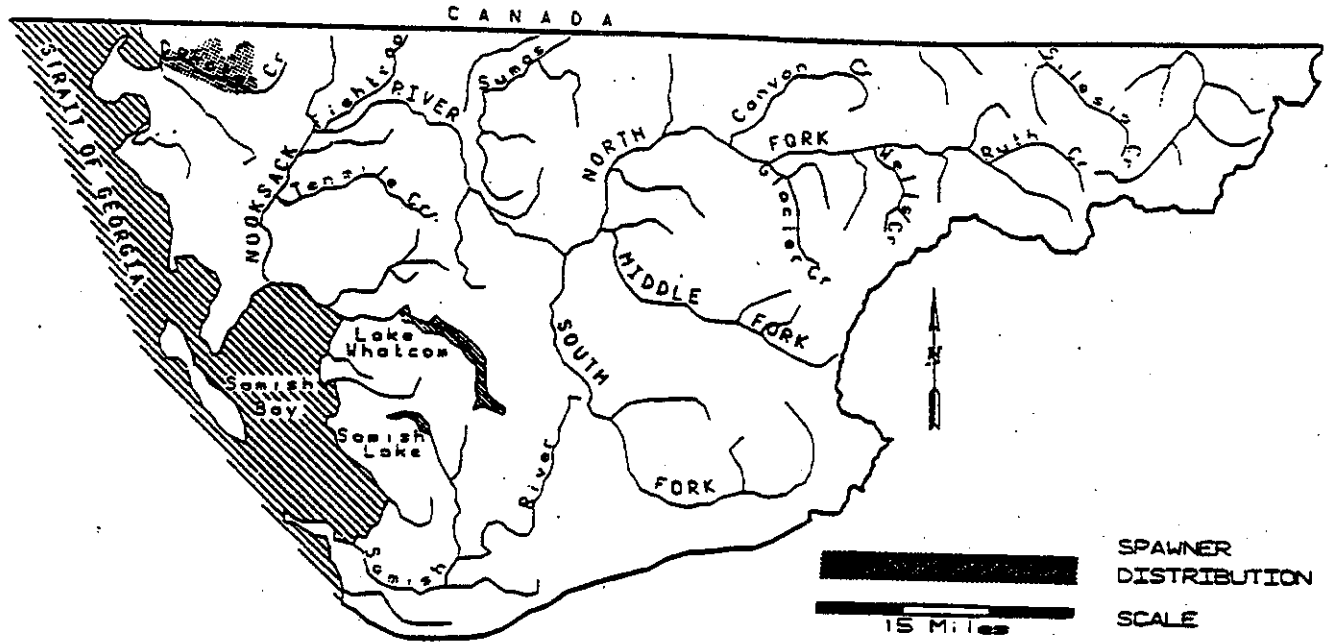 CANADA
STRAIT OF GEORGIA
Cr
Fishtrap
RIVER
Sumas
Canyon
Cr
Silesia
Cr
NORTH
FORK
Ruth
Cr
Wells
Cr
Glacier
Cr
NOOKSACK
Tenmile Cr
MIDDLE
FORK
N
Lake
Whatcom
SOUTH
Samish
Bay
Samish
Lake
River
FORK
Samish
SPAWNER
DISTRIBUTION
15 Miles
SCALE